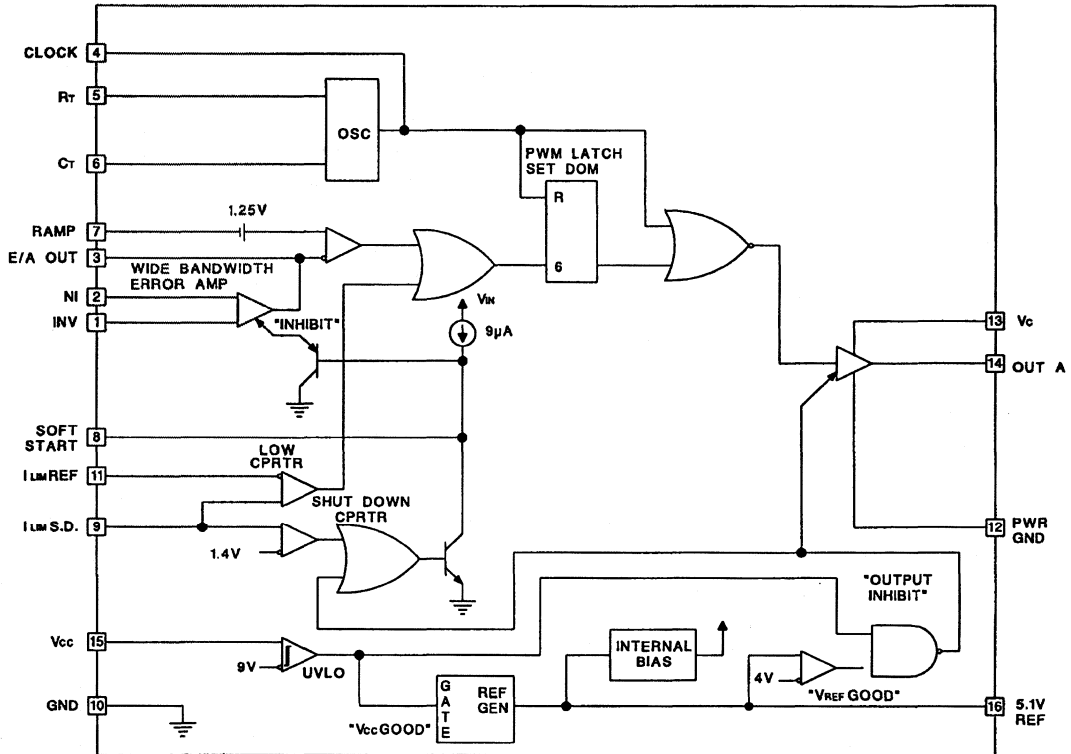 CLOCK 4
RT 5
OSC
CT 6
PWM LATCH
SET DOM
R
6
1.25V
RAMP 7
E/A OUT 3
WIDE BANDWIDTH
ERROR AMP
NI 2
INV 1
"INHIBIT"
VIN
9µA
13 Vc
14 OUT A
SOFT
START 8
LOW
CPRTR
ILIMREF 11
SHUT DOWN
CPRTR
ILIMS.D. 9
1.4V
12 PWR
GND
"OUTPUT
INHIBIT"
Vcc 15
9V
UVLO
INTERNAL
BIAS
4V
"VREF GOOD"
GND 10
"Vcc GOOD"
GATE
REF
GEN
16 5.1V
REF